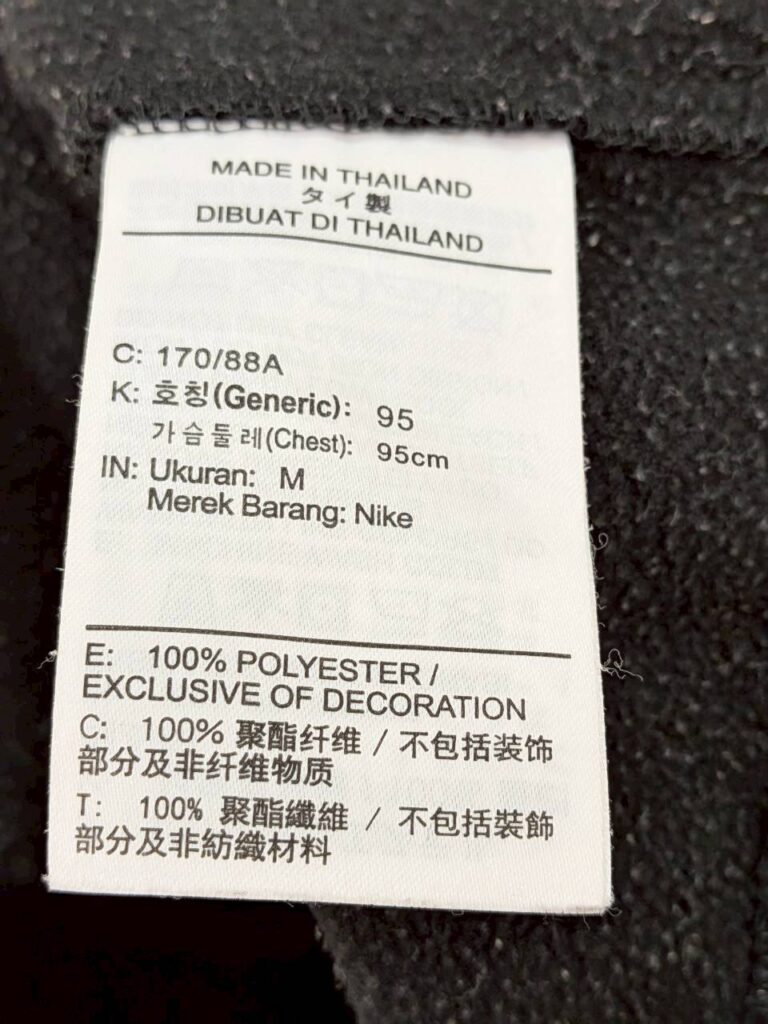 MADE IN THAILAND
タイ製
DIBUAT DI THAILAND
C: 170/88A
K: 호칭(Generic): 95
가슴둘레(Chest): 95cm
IN: Ukuran: M
Merek Barang: Nike
E: 100% POLYESTER /
EXCLUSIVE OF DECORATION
C: 100% 聚酯纤维 / 不包括装饰
部分及非纤维物质
T: 100% 聚酯纖維 / 不包括裝飾
部分及非紡織材料